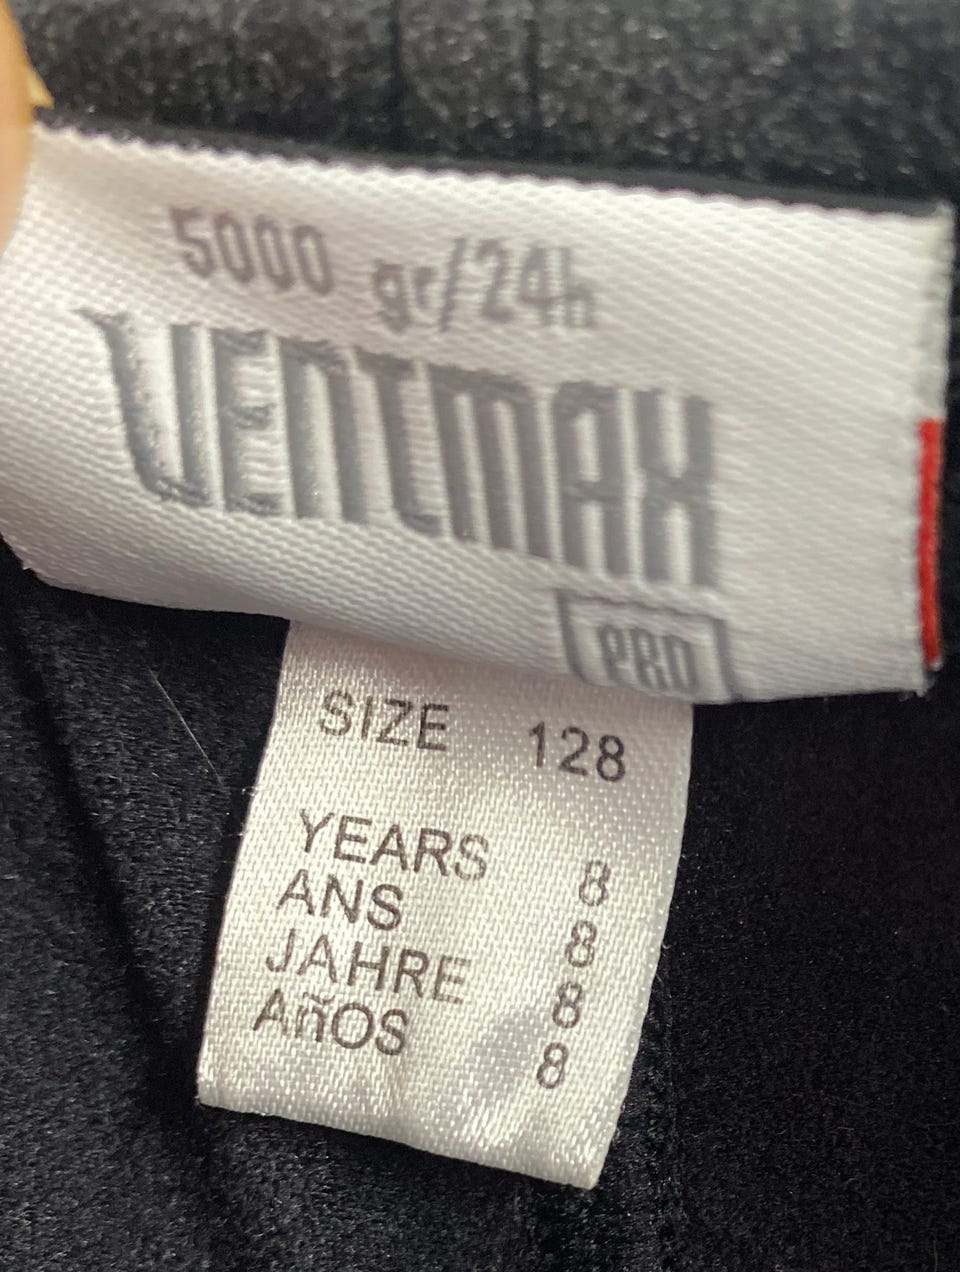 5000 gr/24h
VENTMAX
PRO
SIZE 128
YEARS 8
ANS 8
JAHRE 8
AñOS 8